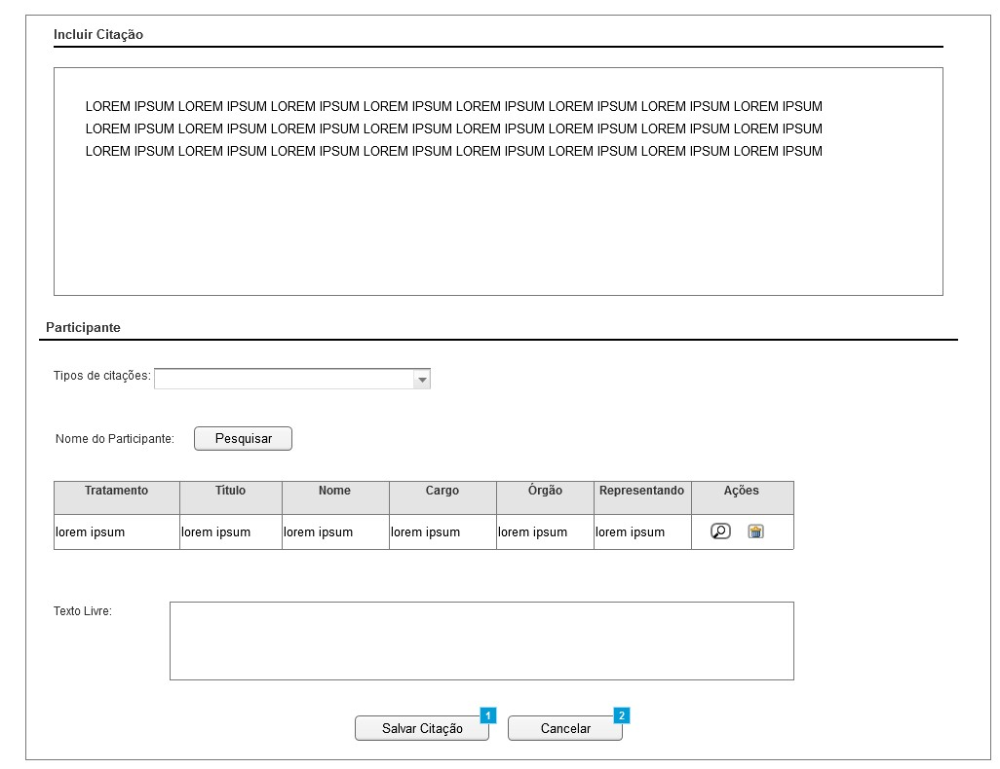 Incluir Citação
LOREM IPSUM LOREM IPSUM LOREM IPSUM LOREM IPSUM LOREM IPSUM LOREM IPSUM LOREM IPSUM LOREM IPSUM
LOREM IPSUM LOREM IPSUM LOREM IPSUM LOREM IPSUM LOREM IPSUM LOREM IPSUM LOREM IPSUM LOREM IPSUM
LOREM IPSUM LOREM IPSUM LOREM IPSUM LOREM IPSUM LOREM IPSUM LOREM IPSUM LOREM IPSUM LOREM IPSUM
Participante
Tipos de citações:
Nome do Participante: Pesquisar
Tratamento Título Nome Cargo Órgão Representando Ações
lorem ipsum lorem ipsum lorem ipsum lorem ipsum lorem ipsum lorem ipsum
Texto Livre:
Salvar Citação 1 Cancelar 2